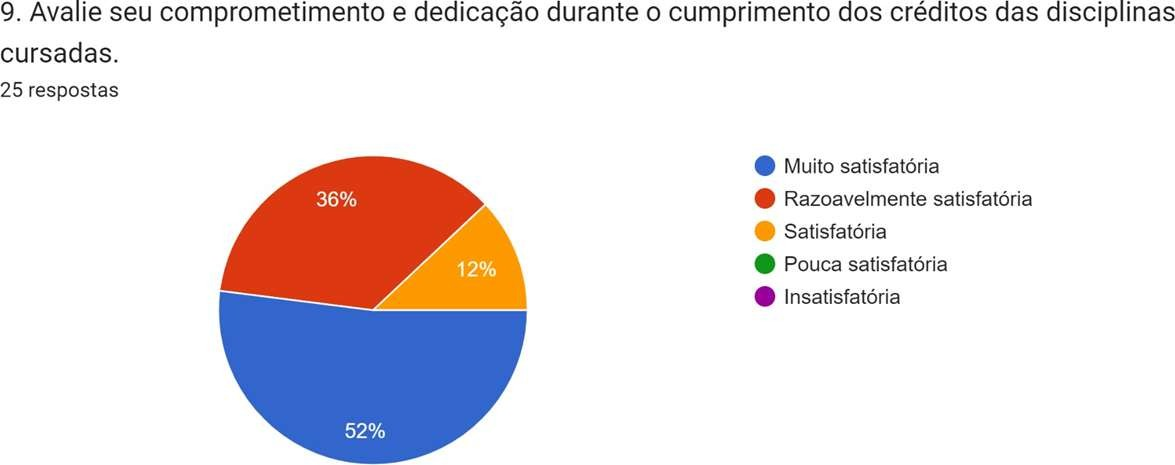 9. Avalie seu comprometimento e dedicação durante o cumprimento dos créditos das disciplinas
cursadas.
25 respostas
36%
12%
52%
Muito satisfatória
Razoavelmente satisfatória
Satisfatória
Pouca satisfatória
Insatisfatória